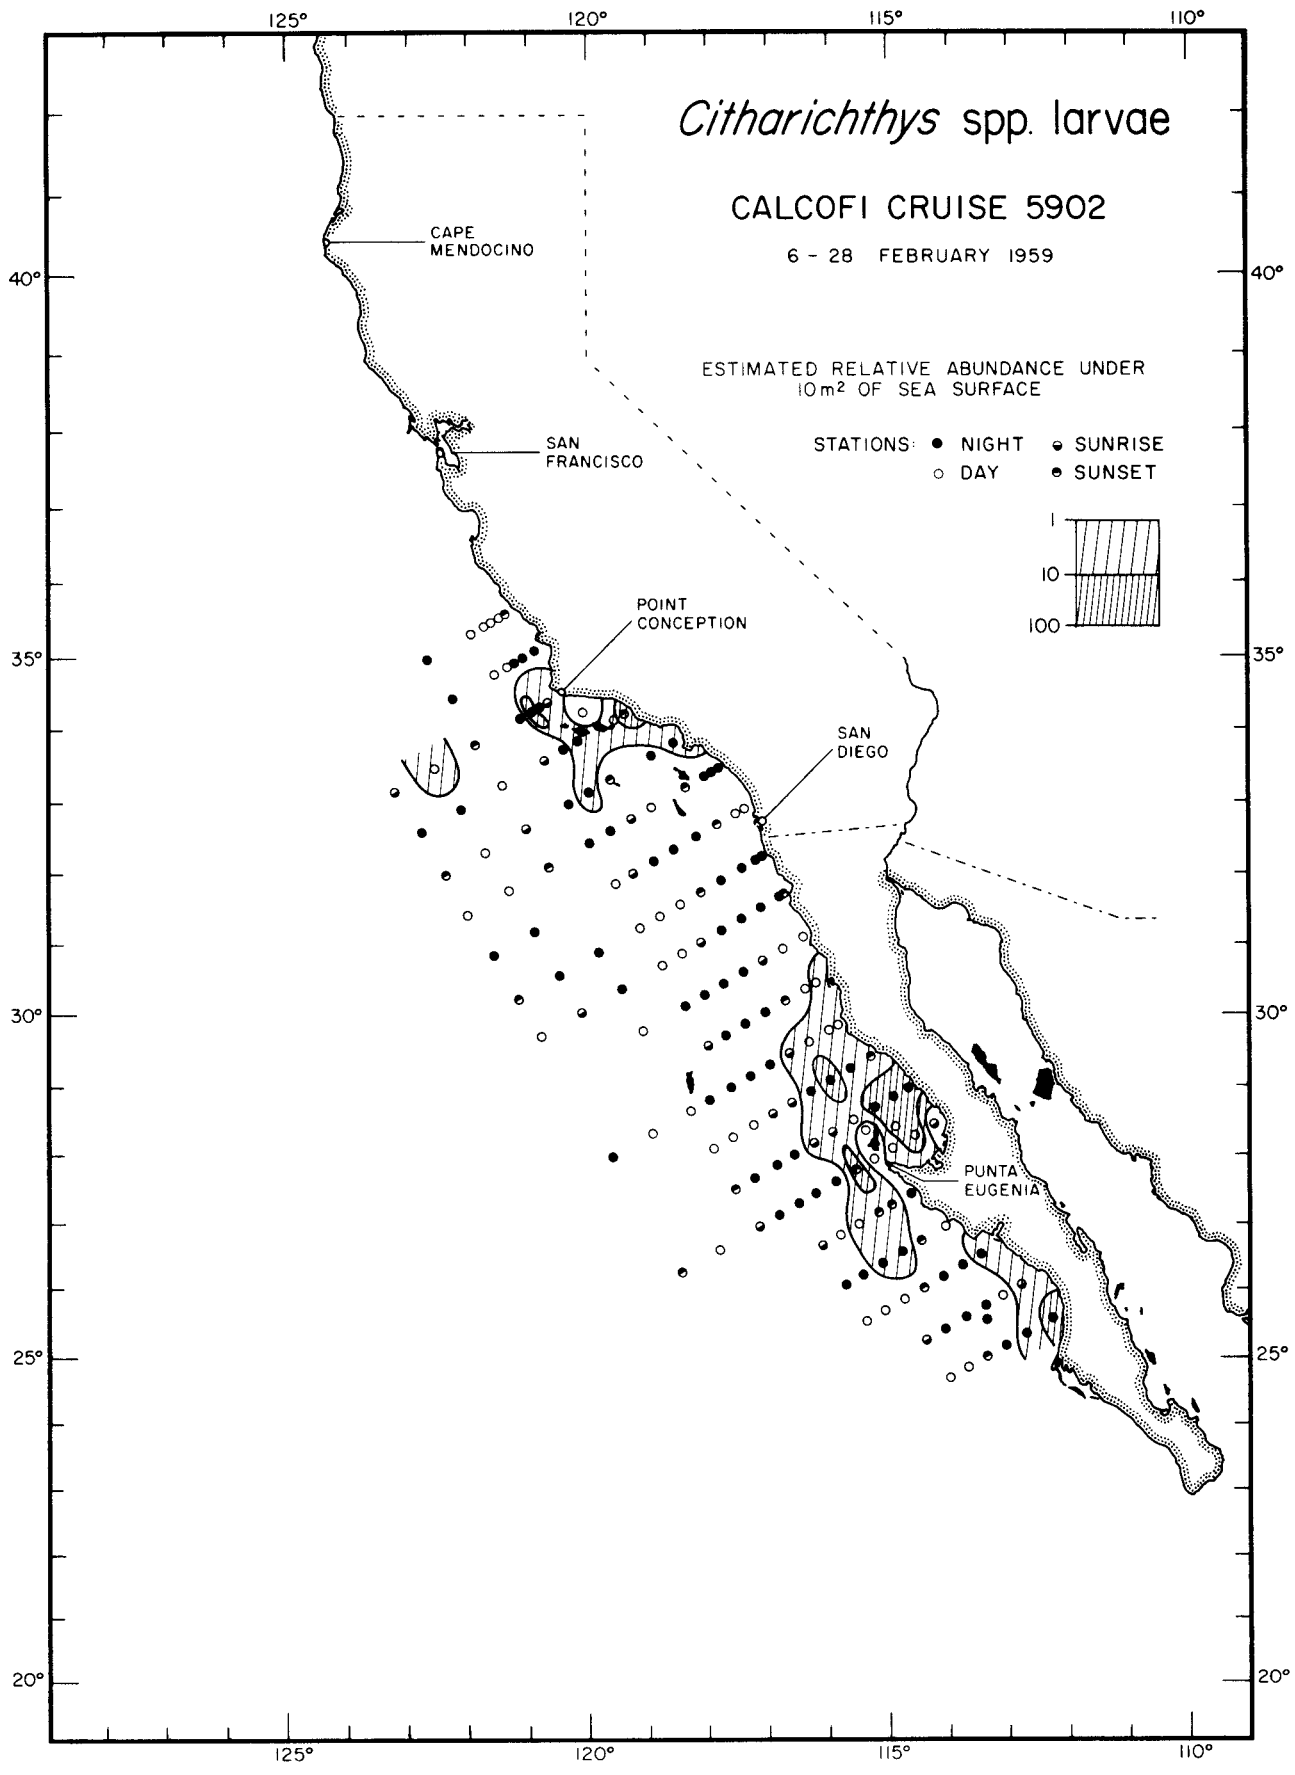 125° 120° 115° 110°
Citharichthys spp. larvae
CALCOFI CRUISE 5902
6 - 28 FEBRUARY 1959
CAPE
MENDOCINO
40° 40°
ESTIMATED RELATIVE ABUNDANCE UNDER
10m² OF SEA SURFACE
STATIONS: NIGHT SUNRISE
DAY SUNSET
SAN
FRANCISCO
1
10
100
POINT
CONCEPTION
35° 35°
SAN
DIEGO
30° 30°
PUNTA
EUGENIA
25° 25°
20° 20°
125° 120° 115° 110°